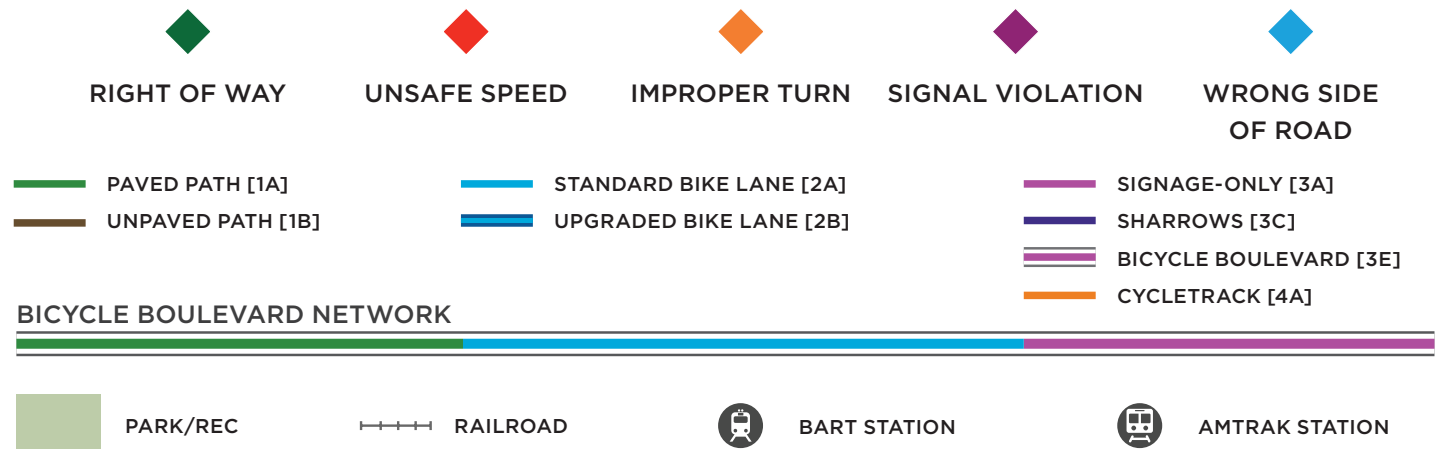 RIGHT OF WAY
UNSAFE SPEED
IMPROPER TURN
SIGNAL VIOLATION
WRONG SIDE
OF ROAD
PAVED PATH [1A]
UNPAVED PATH [1B]
STANDARD BIKE LANE [2A]
UPGRADED BIKE LANE [2B]
SIGNAGE-ONLY [3A]
SHARROWS [3C]
BICYCLE BOULEVARD [3E]
CYCLETRACK [4A]
BICYCLE BOULEVARD NETWORK
PARK/REC
RAILROAD
BART STATION
AMTRAK STATION